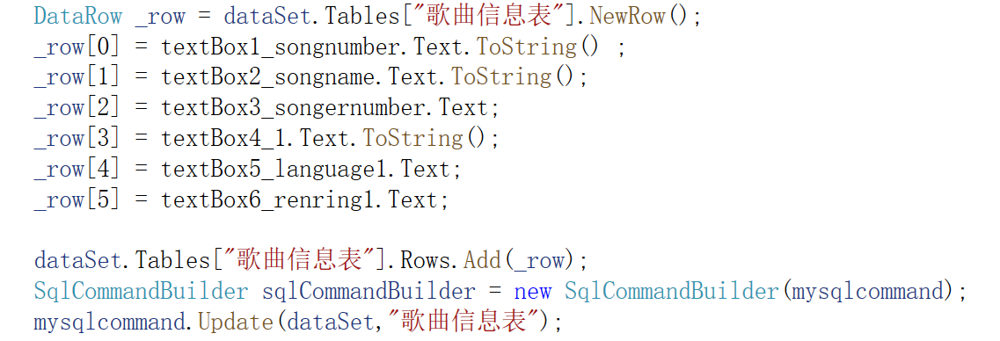 DataRow _row = dataSet.Tables["歌曲信息表"].NewRow();
_row[0] = textBox1_songnumber.Text.ToString() ;
_row[1] = textBox2_songname.Text.ToString();
_row[2] = textBox3_songernumber.Text;
_row[3] = textBox4_1.Text.ToString();
_row[4] = textBox5_language1.Text;
_row[5] = textBox6_renring1.Text;
dataSet.Tables["歌曲信息表"].Rows.Add(_row);
SqlCommandBuilder sqlCommandBuilder = new SqlCommandBuilder(mysqlcommand);
mysqlcommand.Update(dataSet,"歌曲信息表");